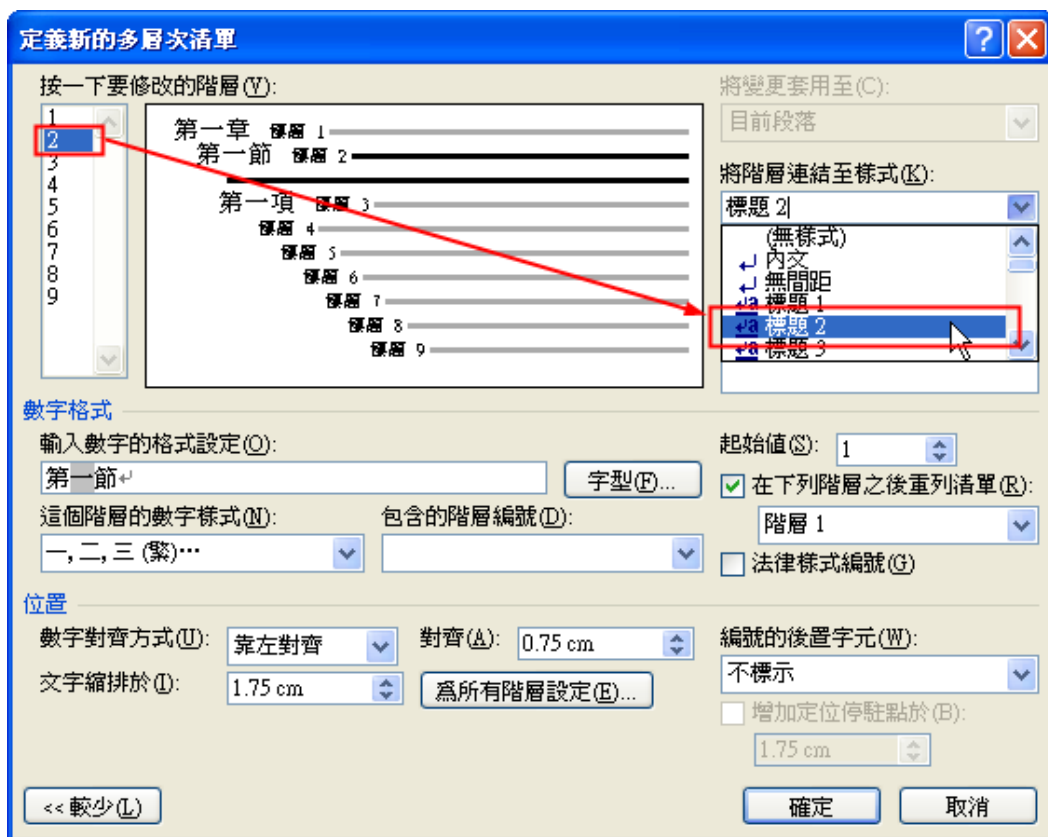 定義新的多層次清單
按一下要修改的階層(V):
1
2
3
4
5
6
7
8
9
第一章 標題 1
第一節 標題 2
第一項 標題 3
標題 4
標題 5
標題 6
標題 7
標題 8
標題 9
將變更套用至(C):
目前段落
將階層連結至樣式(K):
標題 2
(無樣式)
內文
無間距
標題 1
標題 2
標題 3
數字格式
輸入數字的格式設定(O):
第一節
字型(F)...
這個階層的數字樣式(N):
一, 二, 三 (繁)…
包含的階層編號(D):
起始值(S): 1
在下列階層之後重列清單(R):
階層 1
法律樣式編號(G)
位置
數字對齊方式(U): 靠左對齊
對齊(A): 0.75 cm
文字縮排於(I): 1.75 cm
爲所有階層設定(E)...
編號的後置字元(W):
不標示
增加定位停駐點於(B):
1.75 cm
<< 較少(L)
確定
取消